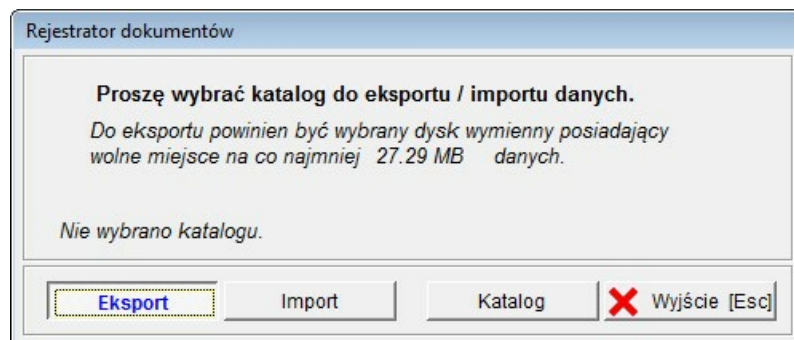 Rejestrator dokumentów
Proszę wybrać katalog do eksportu / importu danych.
Do eksportu powinien być wybrany dysk wymienny posiadający
wolne miejsce na co najmniej 27.29 MB danych.
Nie wybrano katalogu.
Eksport Import Katalog Wyjście [Esc]